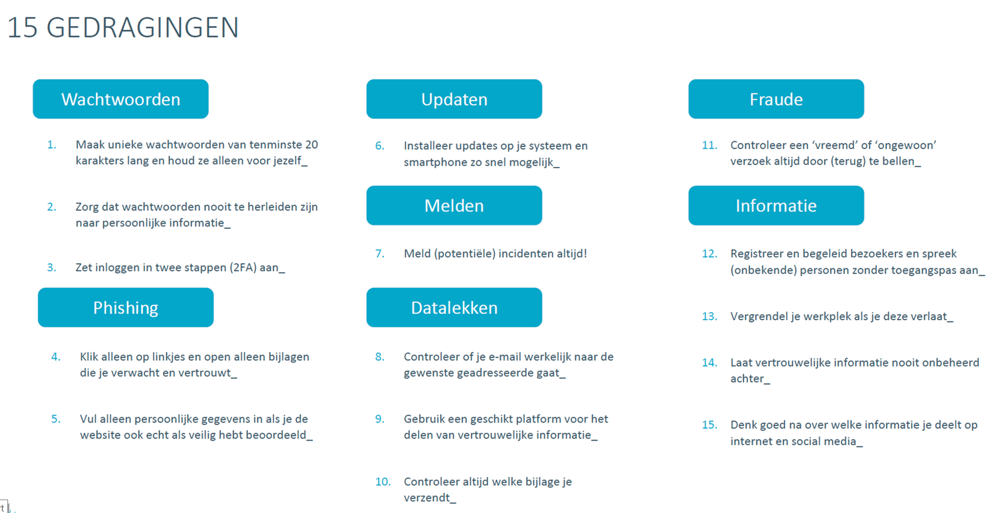 15 GEDRAGINGEN
Wachtwoorden
1. Maak unieke wachtwoorden van tenminste 20
karakters lang en houd ze alleen voor jezelf_
2. Zorg dat wachtwoorden nooit te herleiden zijn
naar persoonlijke informatie_
3. Zet inloggen in twee stappen (2FA) aan_
Phishing
4. Klik alleen op linkjes en open alleen bijlagen
die je verwacht en vertrouwt_
5. Vul alleen persoonlijke gegevens in als je de
website ook echt als veilig hebt beoordeeld_
Updaten
6. Installeer updates op je systeem en
smartphone zo snel mogelijk_
Melden
7. Meld (potentiële) incidenten altijd!
Datalekken
8. Controleer of je e-mail werkelijk naar de
gewenste geadresseerde gaat_
9. Gebruik een geschikt platform voor het
delen van vertrouwelijke informatie_
10. Controleer altijd welke bijlage je
verzendt_
Fraude
11. Controleer een ‘vreemd’ of ‘ongewoon’
verzoek altijd door (terug) te bellen_
Informatie
12. Registreer en begeleid bezoekers en spreek
(onbekende) personen zonder toegangspas aan_
13. Vergrendel je werkplek als je deze verlaat_
14. Laat vertrouwelijke informatie nooit onbeheerd
achter_
15. Denk goed na over welke informatie je deelt op
internet en social media_